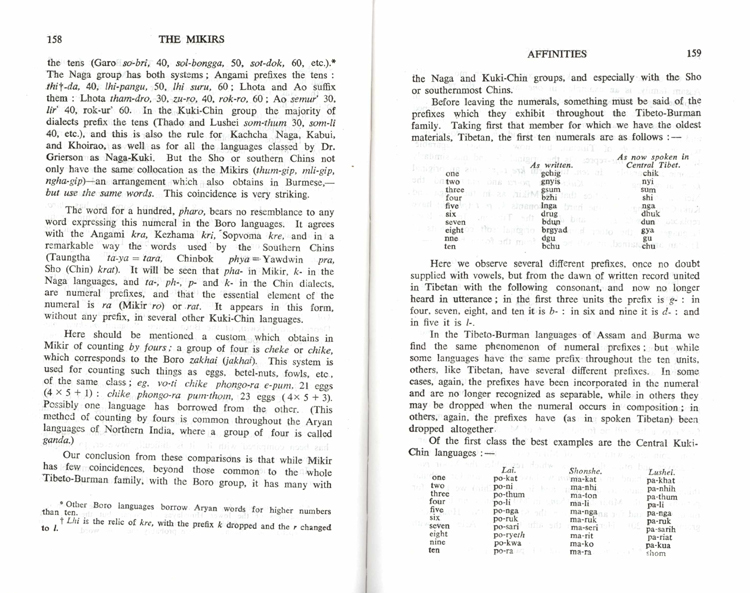 158
THE MIKIRS
the tens (Garo so-bri, 40, sol-bongga, 50, sot-dok, 60, etc.).*
The Naga group has both systems ; Angami prefixes the tens :
thi†-da, 40, lhi-pangu, 50, lhi suru, 60 ; Lhota and Ao suffix
them : Lhota tham-dro, 30, zu-ro, 40, rok-ro, 60 ; Ao semur' 30,
lir' 40, rok-ur' 60. In the Kuki-Chin group the majority of
dialects prefix the tens (Thado and Lushei som-thum 30, som-li
40, etc.), and this is also the rule for Kachcha Naga, Kabui,
and Khoirao, as well as for all the languages classed by Dr.
Grierson as Naga-Kuki. But the Sho or southern Chins not
only have the same collocation as the Mikirs (thum-gip, mli-gip,
ngha-gip)—an arrangement which also obtains in Burmese,—
but use the same words. This coincidence is very striking.
The word for a hundred, pharo, bears no resemblance to any
word expressing this numeral in the Boro languages. It agrees
with the Angami kra, Kezhama kri, Sopvoma kre, and in a
remarkable way the words used by the Southern Chins
(Taungtha ta-ya = tara, Chinbok phya = Yawdwin pra,
Sho (Chin) krat). It will be seen that pha- in Mikir, k- in the
Naga languages, and ta-, ph-, p- and k- in the Chin dialects,
are numeral prefixes, and that the essential element of the
numeral is ra (Mikir ro) or rat. It appears in this form,
without any prefix, in several other Kuki-Chin languages.
Here should be mentioned a custom which obtains in
Mikir of counting by fours ; a group of four is cheke or chike,
which corresponds to the Boro zakhai (jakhai). This system is
used for counting such things as eggs, betel-nuts, fowls, etc.,
of the same class ; eg. vo-ti chike phongo-ra e-pum, 21 eggs
(4 × 5 + 1) ; chike phongo-ra pum-thom, 23 eggs (4× 5 + 3).
Possibly one language has borrowed from the other. (This
method of counting by fours is common throughout the Aryan
languages of Northern India, where a group of four is called
ganda.)
Our conclusion from these comparisons is that while Mikir
has few coincidences, beyond those common to the whole
Tibeto-Burman family, with the Boro group, it has many with
* Other Boro languages borrow Aryan words for higher numbers
than ten.
† Lhi is the relic of kre, with the prefix k dropped and the r changed
to l.
AFFINITIES
159
the Naga and Kuki-Chin groups, and especially with the Sho
or southernmost Chins.
Before leaving the numerals, something must be said of the
prefixes which they exhibit throughout the Tibeto-Burman
family. Taking first that member for which we have the oldest
materials, Tibetan, the first ten numerals are as follows : —
As now spoken in
As written. Central Tibet.
one gchig chik
two gnyis nyi
three gsum sum
four bzhi shi
five lnga nga
six drug dhuk
seven bdun dun
eight brgyad gya
nne dgu gu
ten bchu chu
Here we observe several different prefixes, once no doubt
supplied with vowels, but from the dawn of written record united
in Tibetan with the following consonant, and now no longer
heard in utterance ; in the first three units the prefix is g- : in
four, seven, eight, and ten it is b- : in six and nine it is d- : and
in five it is l-.
In the Tibeto-Burman languages of Assam and Burma we
find the same phenomenon of numeral prefixes ; but while
some languages have the same prefix throughout the ten units,
others, like Tibetan, have several different prefixes. In some
cases, again, the prefixes have been incorporated in the numeral
and are no longer recognized as separable, while in others they
may be dropped when the numeral occurs in composition ; in
others, again, the prefixes have (as in spoken Tibetan) been
dropped altogether
Of the first class the best examples are the Central Kuki-
Chin languages : —
Lai. Shonshe. Lushei.
one po-kat ma-kat pa-khat
two po-ni ma-nhi pa-nhih
three po-thum ma-ton pa-thum
four po-li ma-li pa-li
five po-nga ma-nga pa-nga
six po-ruk ma-ruk pa-ruk
seven po-sari ma-seri pa-sarih
eight po-ryeth ma-rit pa-riat
nine po-kwa ma-ko pa-kua
ten po-ra ma-ra shom